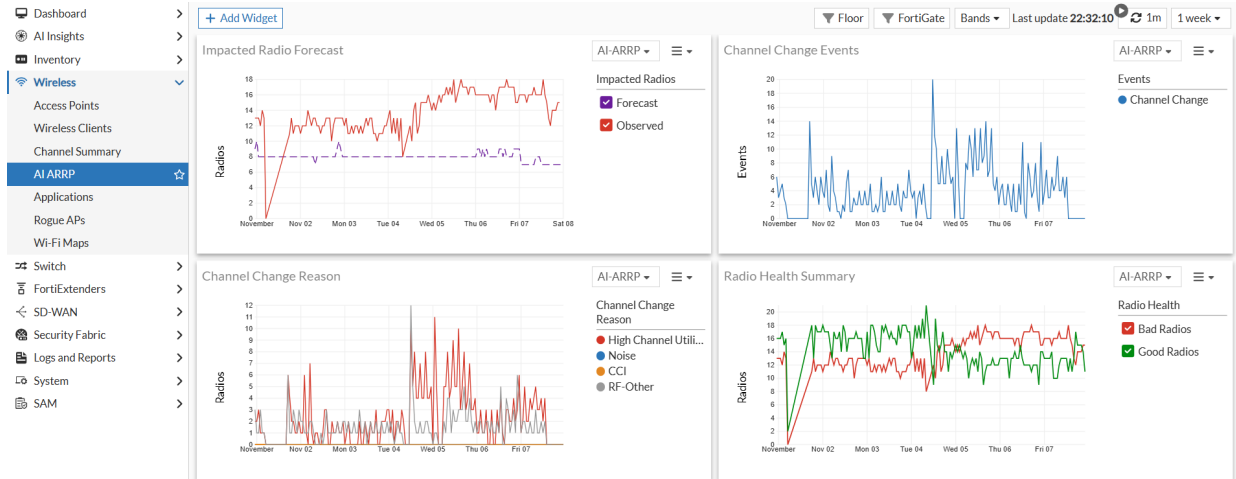 Dashboard
AI Insights
Inventory
Wireless
Access Points
Wireless Clients
Channel Summary
AI ARRP
Applications
Rogue APs
Wi-Fi Maps
Switch
FortiExtenders
SD-WAN
Security Fabric
Logs and Reports
System
SAM
+ Add Widget
Floor FortiGate Bands Last update 22:32:10 1m 1 week
Impacted Radio Forecast AI-ARRP
Radios
18
16
14
12
10
8
6
4
2
0
November Nov 02 Mon 03 Tue 04 Wed 05 Thu 06 Fri 07 Sat 08
Impacted Radios
Forecast
Observed
Channel Change Events AI-ARRP
Events
20
18
16
14
12
10
8
6
4
2
0
November Nov 02 Mon 03 Tue 04 Wed 05 Thu 06 Fri 07
Events
Channel Change
Channel Change Reason AI-ARRP
Radios
12
11
10
9
8
7
6
5
4
3
2
1
0
November Nov 02 Mon 03 Tue 04 Wed 05 Thu 06 Fri 07
Channel Change
Reason
High Channel Utili...
Noise
CCI
RF-Other
Radio Health Summary AI-ARRP
Radios
20
18
16
14
12
10
8
6
4
2
0
November Nov 02 Mon 03 Tue 04 Wed 05 Thu 06 Fri 07
Radio Health
Bad Radios
Good Radios